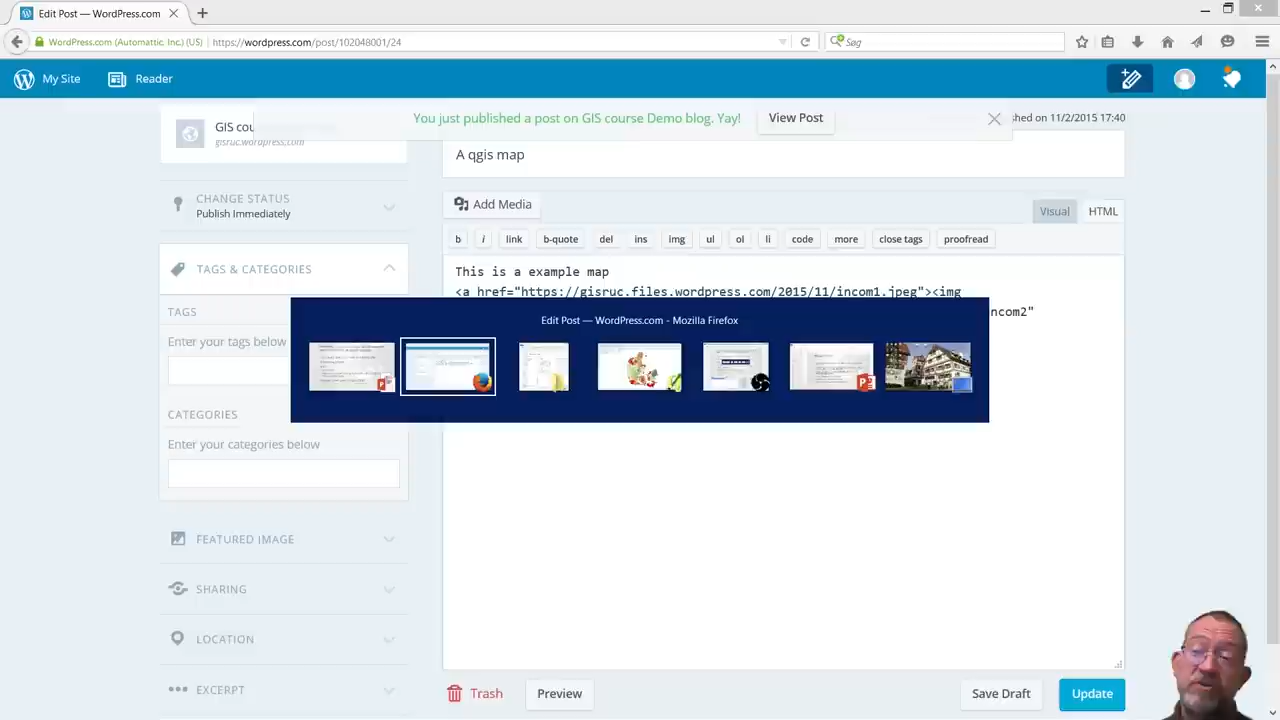 Edit Post — WordPress.com
WordPress.com (Automattic, Inc.) (US)
https://wordpress.com/post/102048001/24
Søg
My Site
Reader
GIS cou
gisruc.wordpress.com
You just published a post on GIS course Demo blog. Yay!
View Post
shed on 11/2/2015 17:40
A qgis map
CHANGE STATUS
Publish Immediately
Add Media
Visual
HTML
b
i
link
b-quote
del
ins
img
ul
ol
li
code
more
close tags
proofread
TAGS & CATEGORIES
This is a example map
<a href="https://gisruc.files.wordpress.com/2015/11/incom1.jpeg"><img
ncom2"
TAGS
Enter your tags below
Edit Post — WordPress.com - Mozilla Firefox
CATEGORIES
Enter your categories below
FEATURED IMAGE
SHARING
LOCATION
EXCERPT
Trash
Preview
Save Draft
Update